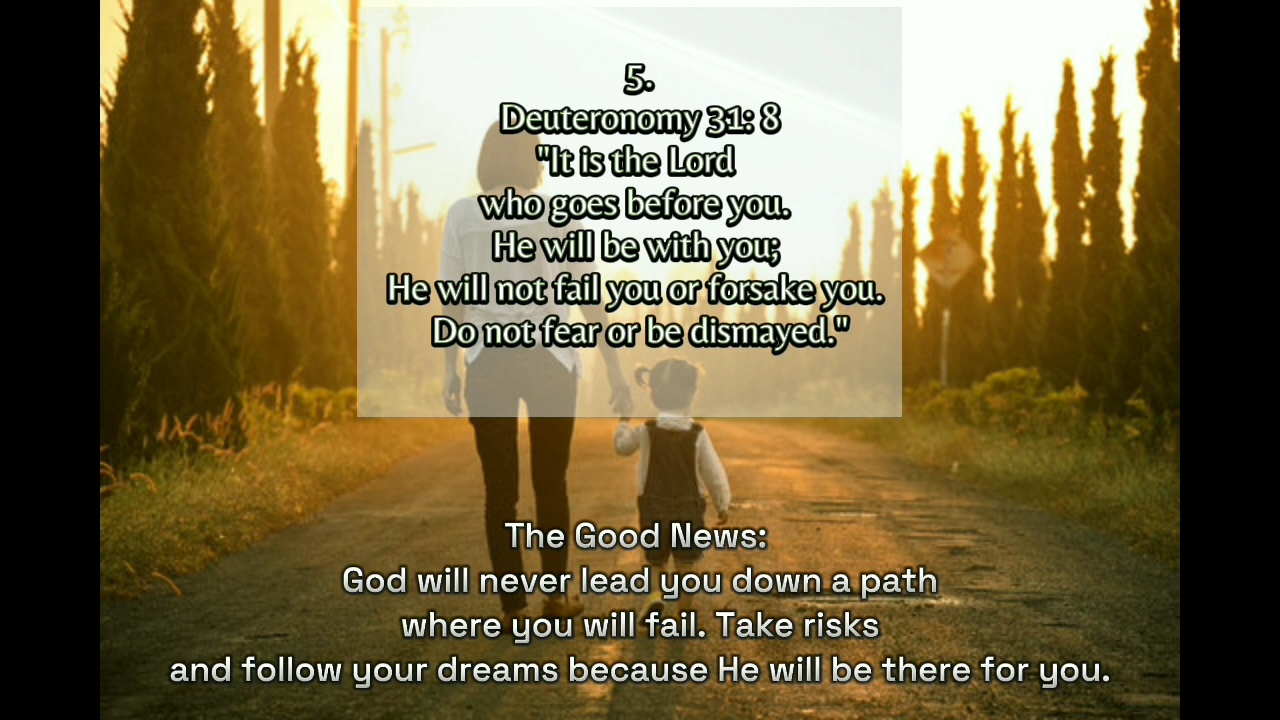 5.
Deuteronomy 31: 8
"It is the Lord
who goes before you.
He will be with you;
He will not fail you or forsake you.
Do not fear or be dismayed."
The Good News:
God will never lead you down a path
where you will fail. Take risks
and follow your dreams because He will be there for you.